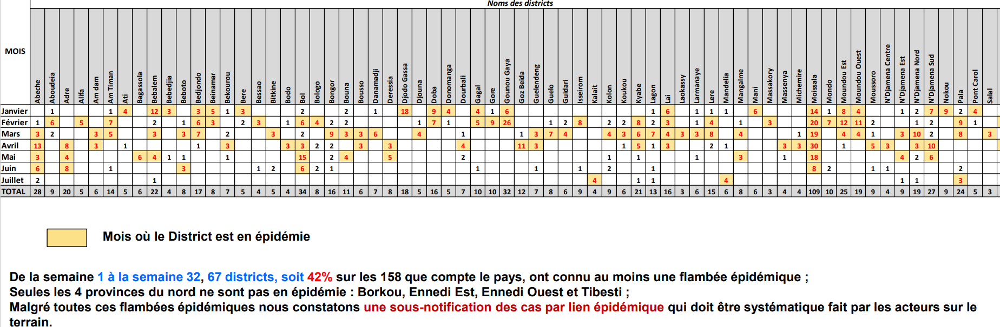 Noms des districts
MOIS Abeche Aboudeia Adre Alifa Am dam Am Timan Ati Bagassola Bebalem Bebedjia Beboto Bedjondo Beinamar Bekourou Bere Bessao Bitkine Bodo Bol Bologo Bongor Bouna Bousso Danamadji Deressia Djodo Gassa Djouna Doba Donomanga Dourbali Gagal Gore Gounou Gaya Goz Beida Guelendeng Guelo Guidari Isseirom Kalait Kolon Koukou Kyabe Lagon Lai Laokassy Larmanaye Lere Mandelia Mangalme Mani Massakory Massenya Michemire Moissala Mondo Moundou Est Moundou Ouest Moussoro N'Djamena Centre N'Djamena Est N'Djamena Nord N'Djamena Sud Nokou Pala Pont Carol Salal
Janvier 1 1 4 12 3 3 5 1 3 2 2 1 18 9 4 4 1 6 1 6 1 1 1 6 14 1 8 4 1 2 7 9 2 4
Février 1 6 5 7 2 1 6 3 2 3 1 6 4 2 2 1 7 1 5 9 26 1 2 8 2 2 8 2 3 1 4 1 3 20 7 12 11 2 1 2 9 1
Mars 3 2 3 5 3 3 7 2 3 2 9 3 3 6 4 1 1 3 7 4 4 3 6 7 4 3 3 8 4 1 19 4 4 1 3 10 2 8 3
Avril 13 8 3 1 1 3 3 3 2 2 3 3 4 11 3 1 5 1 3 2 1 3 3 30 1 5 3 3 10
Mai 3 4 6 4 1 1 1 15 2 4 5 2 1 1 1 3 1 18 4 2 6
Juin 6 8 1 3 1 2 6 2 1 1 1 1 2 1 8 2 1 1 2
Juillet 2 1 4 1 1 4 1 1 3
TOTAL 28 9 20 5 6 14 5 6 22 4 8 17 8 7 5 4 5 4 34 8 16 11 6 7 8 18 5 16 5 7 10 10 32 12 7 8 6 9 4 9 6 21 13 16 3 6 15 6 8 6 3 4 4 109 10 25 19 9 4 9 19 27 9 24 5 3
Mois où le District est en épidémie
De la semaine 1 à la semaine 32, 67 districts, soit 42% sur les 158 que compte le pays, ont connu au moins une flambée épidémique ;
Seules les 4 provinces du nord ne sont pas en épidémie : Borkou, Ennedi Est, Ennedi Ouest et Tibesti ;
Malgré toutes ces flambées épidémiques nous constatons une sous-notification des cas par lien épidémique qui doit être systématique fait par les acteurs sur le
terrain.